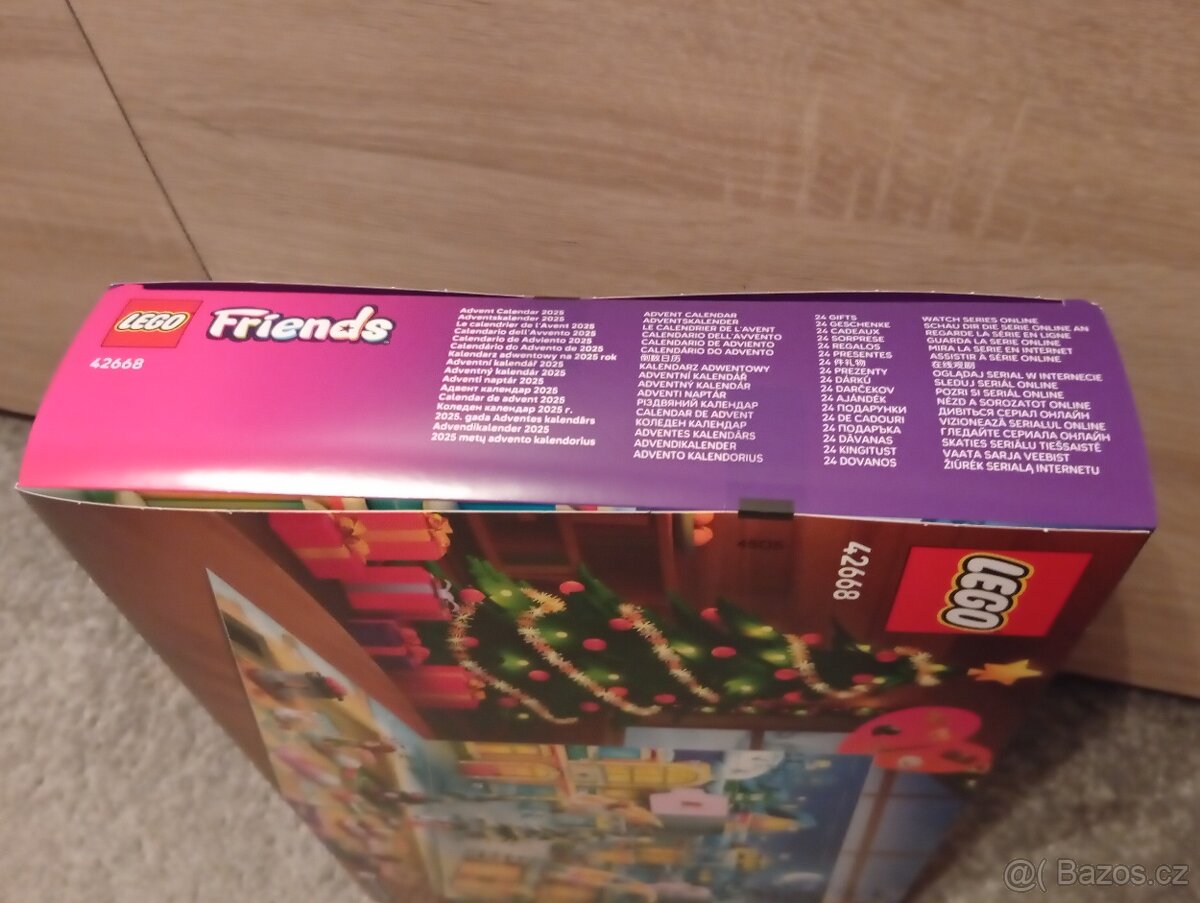 LEGO
Friends
42668
Advent Calendar 2025
Adventskalender 2025
Le calendrier de l'Avent 2025
Calendario dell'Avvento 2025
Calendario de Adviento 2025
Calendário do Advento de 2025
Kalendarz adwentowy na 2025 rok
Adventní kalendář 2025
Adventný kalendár 2025
Adventi naptár 2025
Адвент календар 2025
Calendar de advent 2025
Коледен календар 2025 г.
2025. gada Adventes kalendārs
Advendikalender 2025
2025 metų advento kalendorius
ADVENT CALENDAR
ADVENTSKALENDER
LE CALENDRIER DE L'AVENT
CALENDARIO DELL'AVVENTO
CALENDARIO DE ADVIENTO
CALENDÁRIO DO ADVENTO
倒数日历
KALENDARZ ADWENTOWY
ADVENTNÍ KALENDÁŘ
ADVENTNÝ KALENDÁR
ADVENTI NAPTÁR
РІЗДВЯНИЙ КАЛЕНДАР
CALENDAR DE ADVENT
КОЛЕДЕН КАЛЕНДАР
ADVENTES KALENDĀRS
ADVENDIKALENDER
ADVENTO KALENDORIUS
24 GIFTS
24 GESCHENKE
24 CADEAUX
24 SORPRESE
24 REGALOS
24 PRESENTES
24 件礼物
24 PREZENTY
24 DÁRKŮ
24 DARČEKOV
24 AJÁNDÉK
24 ПОДАРУНКИ
24 DE CADOURI
24 ПОДАРЪКА
24 DĀVANAS
24 KINGITUST
24 DOVANOS
WATCH SERIES ONLINE
SCHAU DIR DIE SERIE ONLINE AN
REGARDE LA SÉRIE EN LIGNE
GUARDA LA SERIE ONLINE
MIRA LA SERIE EN INTERNET
ASSISTIR À SÉRIE ONLINE
在线观剧
OGLĄDAJ SERIAL W INTERNECIE
SLEDUJ SERIÁL ONLINE
POZRI SI SERIÁL ONLINE
NÉZD A SOROZATOT ONLINE
ДИВИТЬСЯ СЕРІАЛ ОНЛАЙН
VIZIONEAZĂ SERIALUL ONLINE
ГЛЕДАЙТЕ СЕРИАЛА ОНЛАЙН
SKATIES SERIĀLU TIEŠSAISTĒ
VAATA SARJA VEEBIST
ŽIŪRĖK SERIALĄ INTERNETU
42668
LEGO
@( Bazos.cz